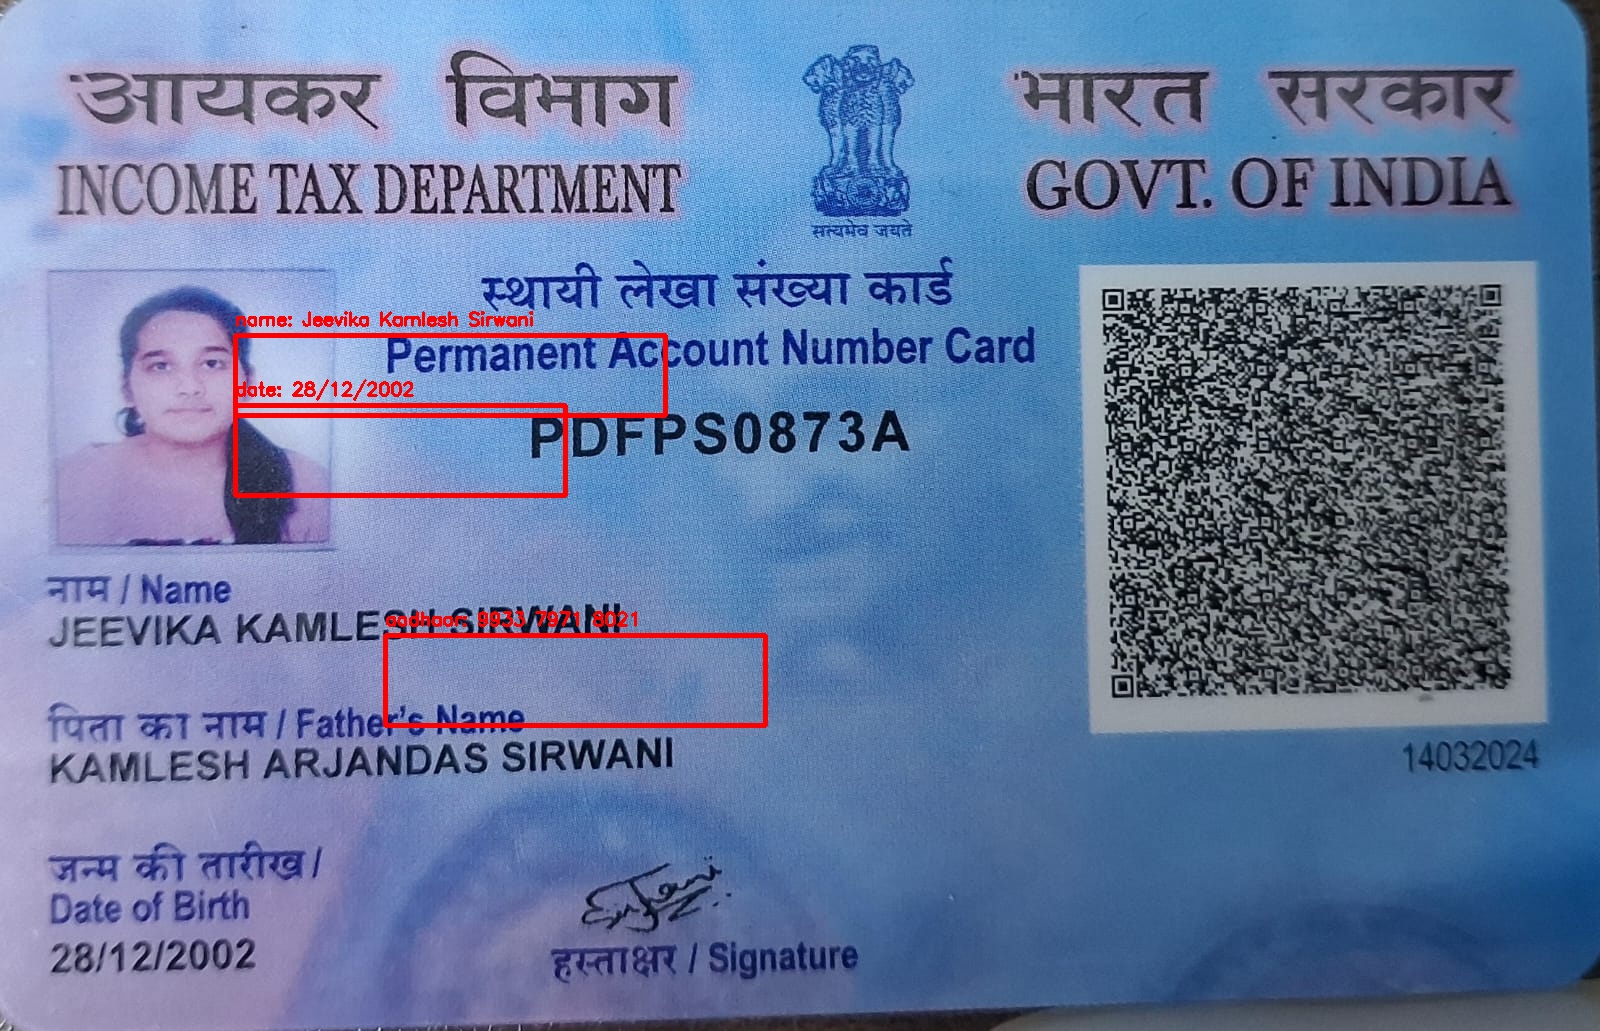 आयकर विभाग
INCOME TAX DEPARTMENT
सत्यमेव जयते
भारत सरकार
GOVT. OF INDIA
स्थायी लेखा संख्या कार्ड
Permanent Account Number Card
PDFPS0873A
name: Jeevika Kamlesh Sirwani
date: 28/12/2002
नाम / Name
JEEVIKA KAMLESH SIRWANI
aadhaar: 9933 7971 8021
पिता का नाम / Father's Name
KAMLESH ARJANDAS SIRWANI
14032024
जन्म की तारीख /
Date of Birth
28/12/2002
हस्ताक्षर / Signature